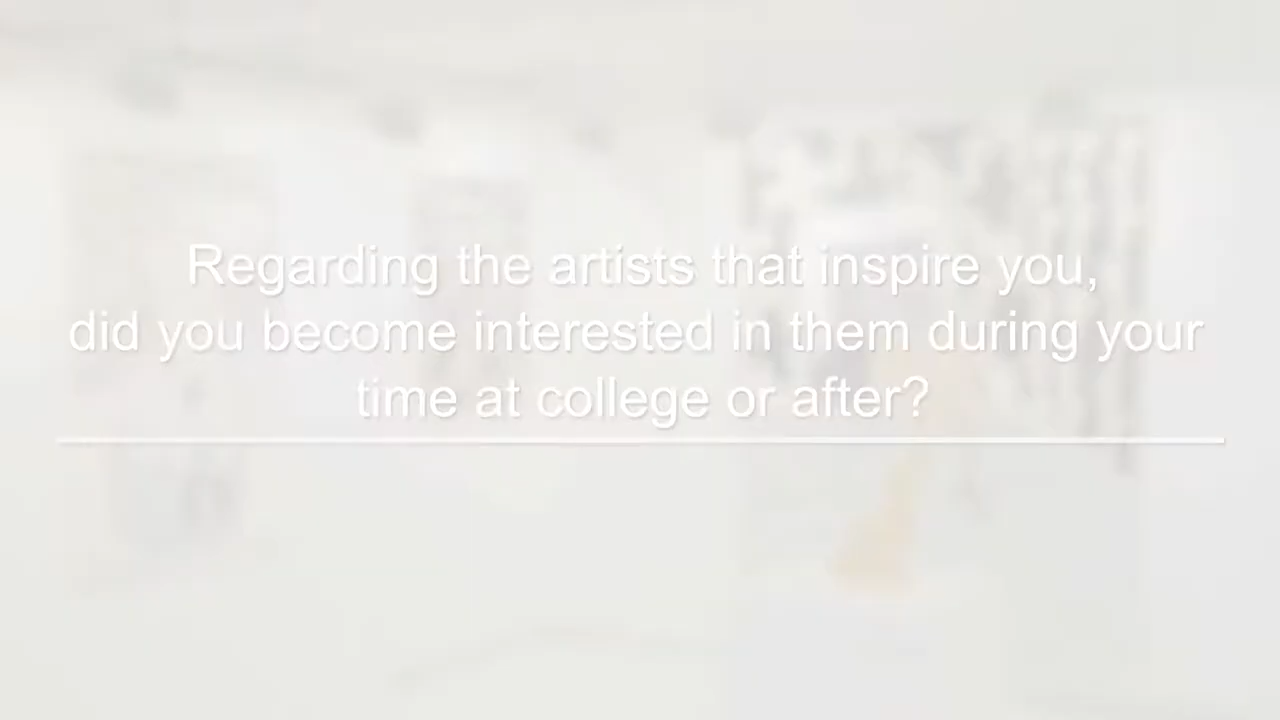 Regarding the artists that inspire you,
did you become interested in them during your
time at college or after?